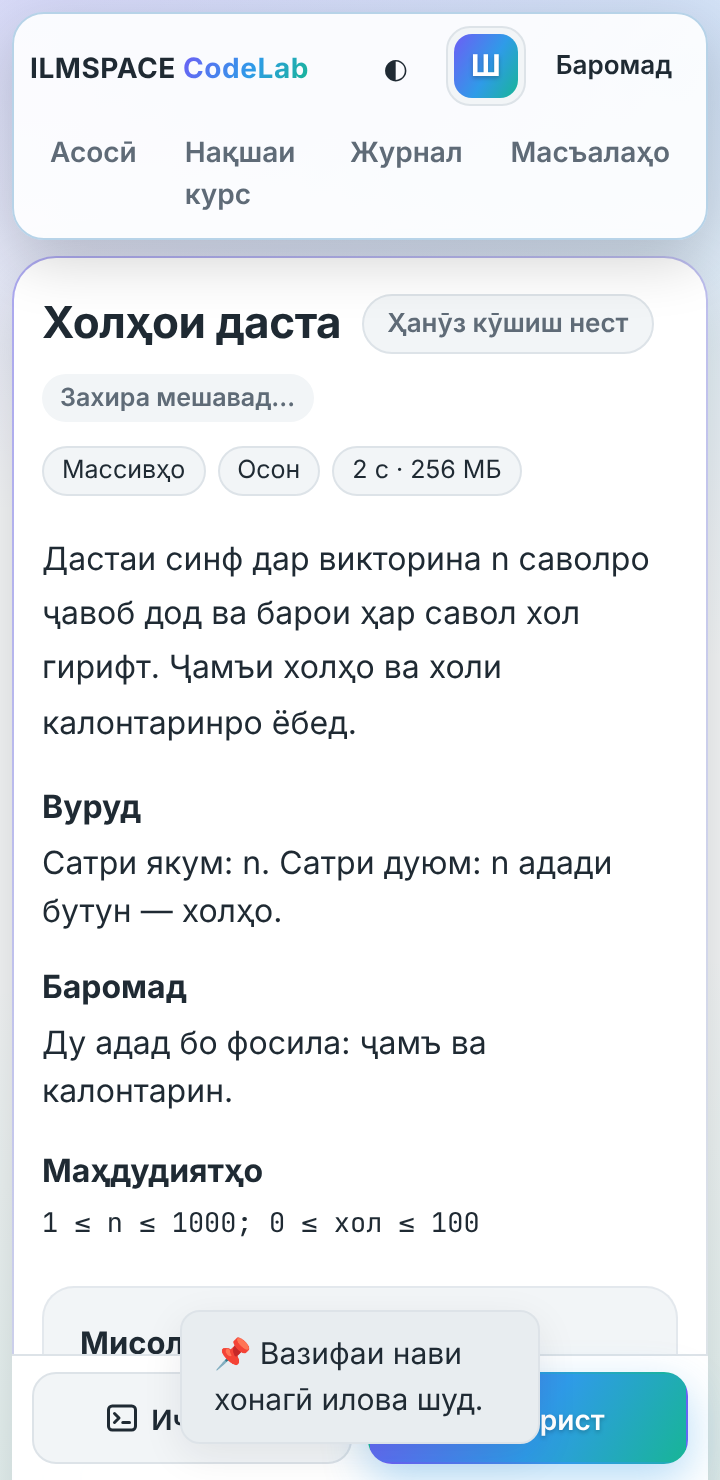 ILMSPACE CodeLab
Ш
Баромад
Асосӣ
Нақшаи курс
Журнал
Масъалаҳо
Холҳои даста
Ҳанӯз кӯшиш нест
Захира мешавад...
Массивҳо
Осон
2 с · 256 МБ
Дастаи синф дар викторина n саволро
ҷавоб дод ва барои ҳар савол хол
гирифт. Ҷамъи холҳо ва холи
калонтаринро ёбед.
Вуруд
Сатри якум: n. Сатри дуюм: n адади
бутун — холҳо.
Баромад
Ду адад бо фосила: ҷамъ ва
калонтарин.
Маҳдудиятҳо
1 ≤ n ≤ 1000; 0 ≤ хол ≤ 100
Мисол
📌 Вазифаи нави
хонагӣ илова шуд.